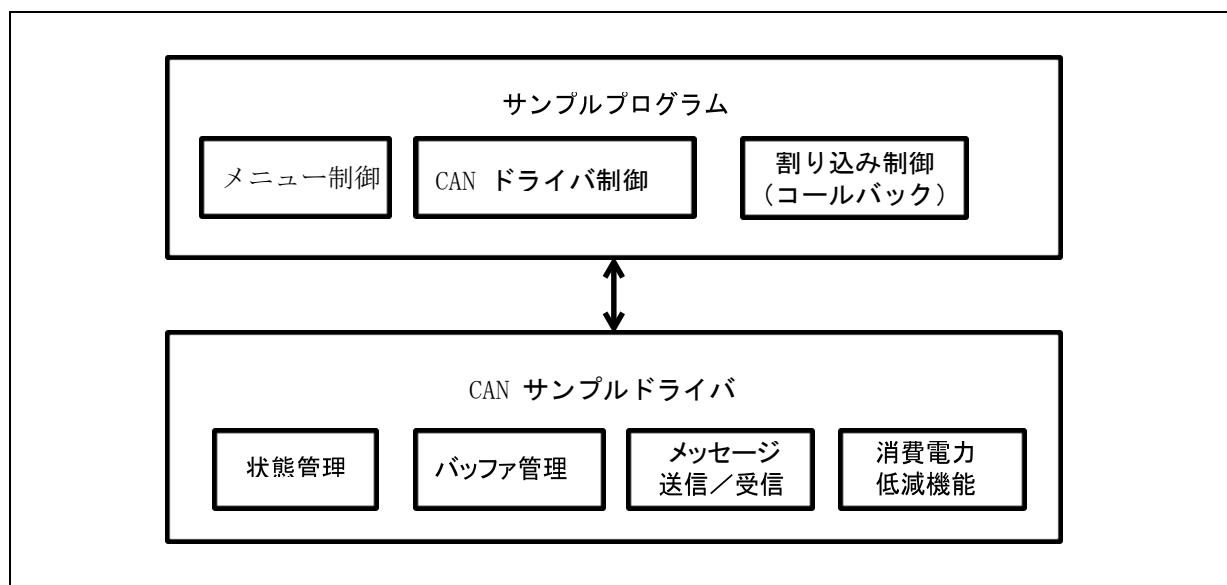 サンプルプログラム
メニュー制御
CAN ドライバ制御
割り込み制御
（コールバック）
CAN サンプルドライバ
状態管理
バッファ管理
メッセージ
送信／受信
消費電力
低減機能